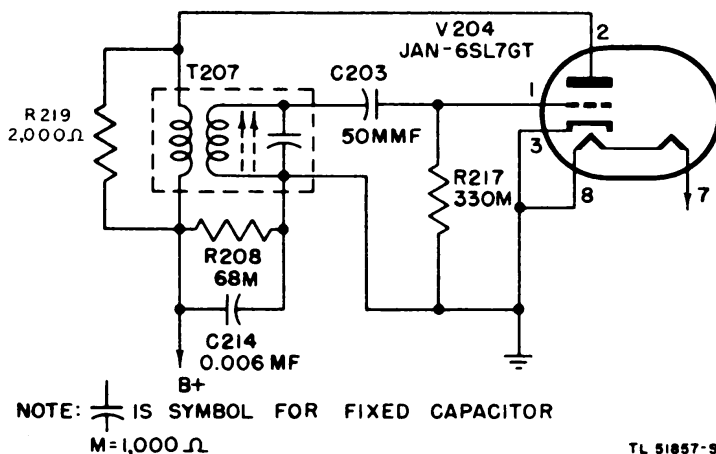 V204
JAN-6SL7GT
2
T207
C203
1
R219
2,000Ω
50MMF
3
R217
330M
8
7
R208
68M
C214
0.006 MF
B+
NOTE: IS SYMBOL FOR FIXED CAPACITOR
M=1,000 Ω
TL 51857-S